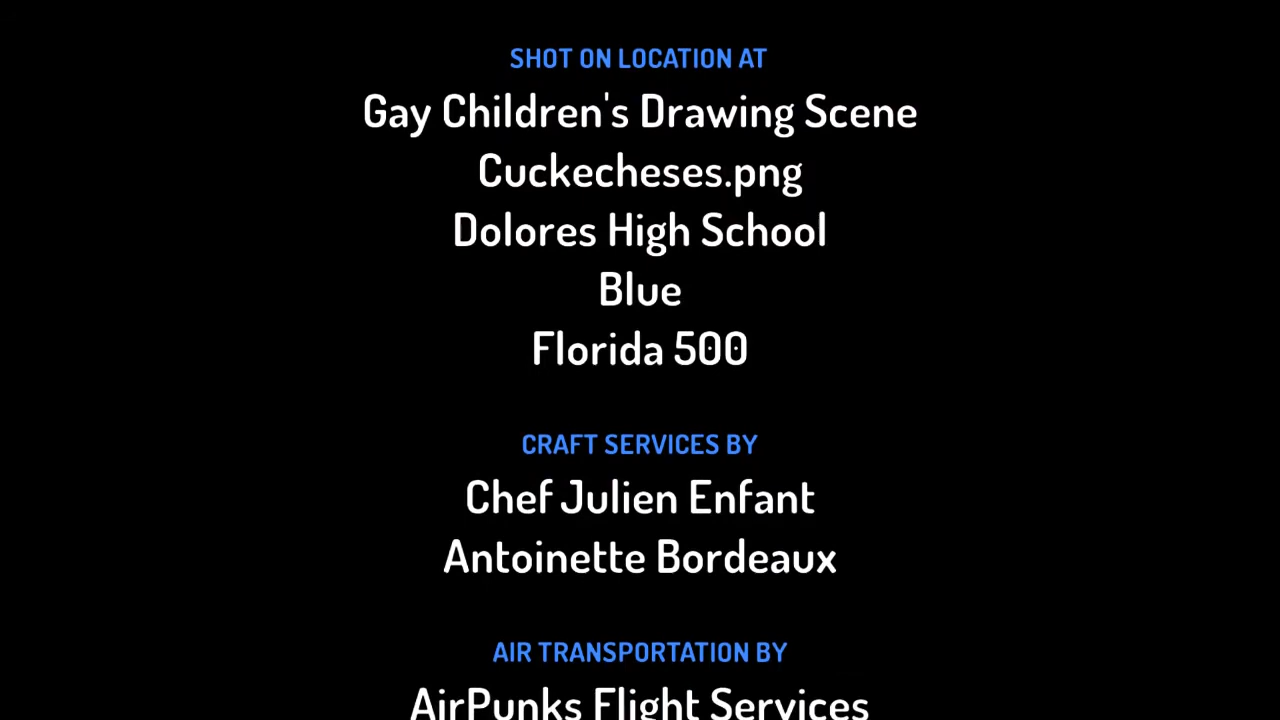 SHOT ON LOCATION AT
Gay Children's Drawing Scene
Cuckecheses.png
Dolores High School
Blue
Florida 500
CRAFT SERVICES BY
Chef Julien Enfant
Antoinette Bordeaux
AIR TRANSPORTATION BY
AirPunks Flight Services